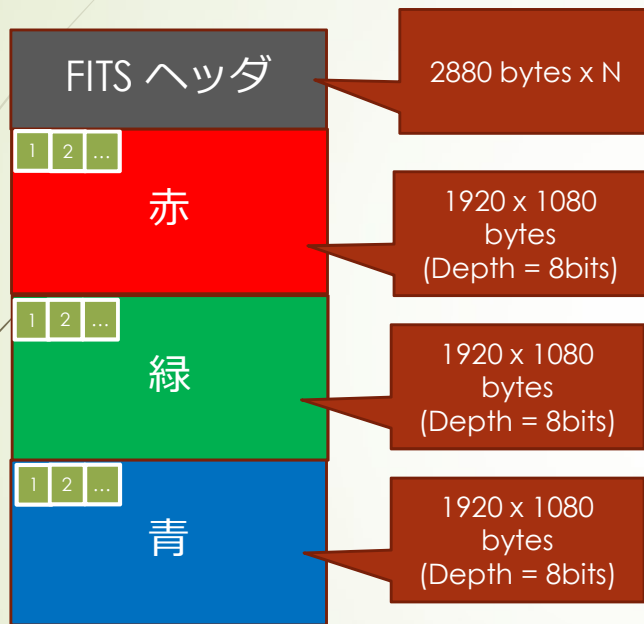 FITS ヘッダ
2880 bytes x N
1 2 ...
赤
1920 x 1080
bytes
(Depth = 8bits)
1 2 ...
緑
1920 x 1080
bytes
(Depth = 8bits)
1 2 ...
青
1920 x 1080
bytes
(Depth = 8bits)